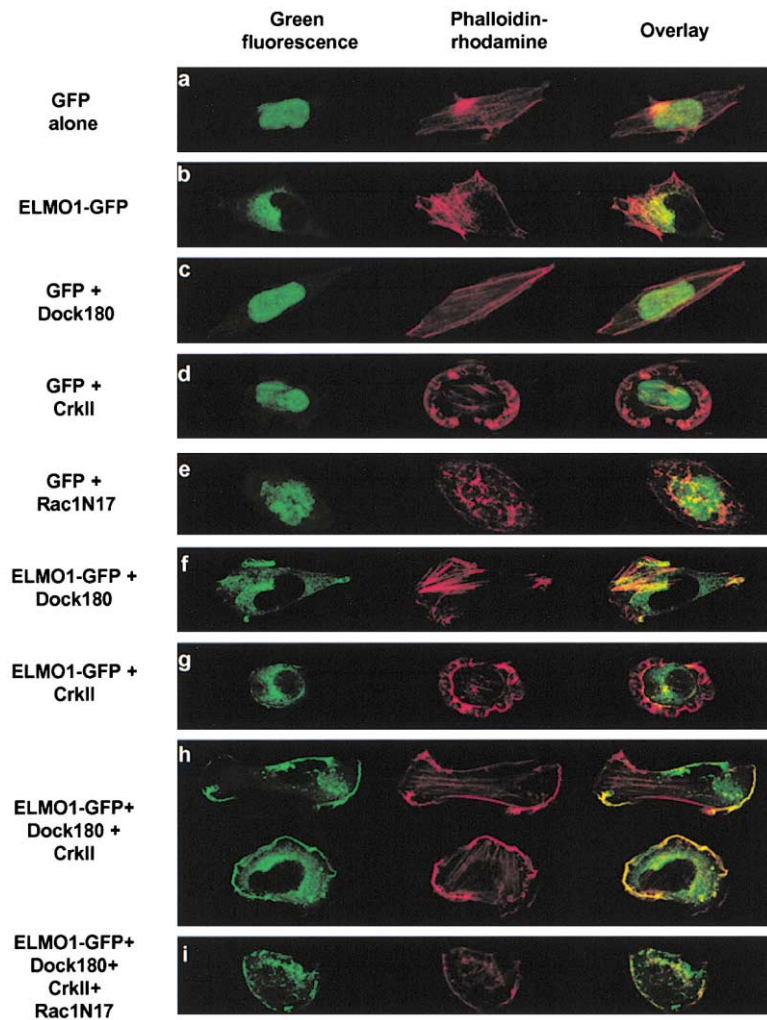 Green
fluorescence
Phalloidin-
rhodamine
Overlay
GFP
alone
a
ELMO1-GFP
b
GFP +
Dock180
c
GFP +
CrkII
d
GFP +
Rac1N17
e
ELMO1-GFP +
Dock180
f
ELMO1-GFP +
CrkII
g
ELMO1-GFP+
Dock180 +
CrkII
h
ELMO1-GFP+
Dock180+
CrkII+
Rac1N17
i